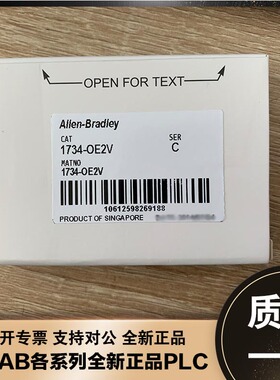 OPEN FOR TEXT
Allen-Bradley
CAT
SER
1734-OE2V
C
MATNO
1734-OE2V
10612598269188
PRODUCT OF SINGAPORE
开专票 支持对公 全新正品
AB各系列全新正品PLC
质